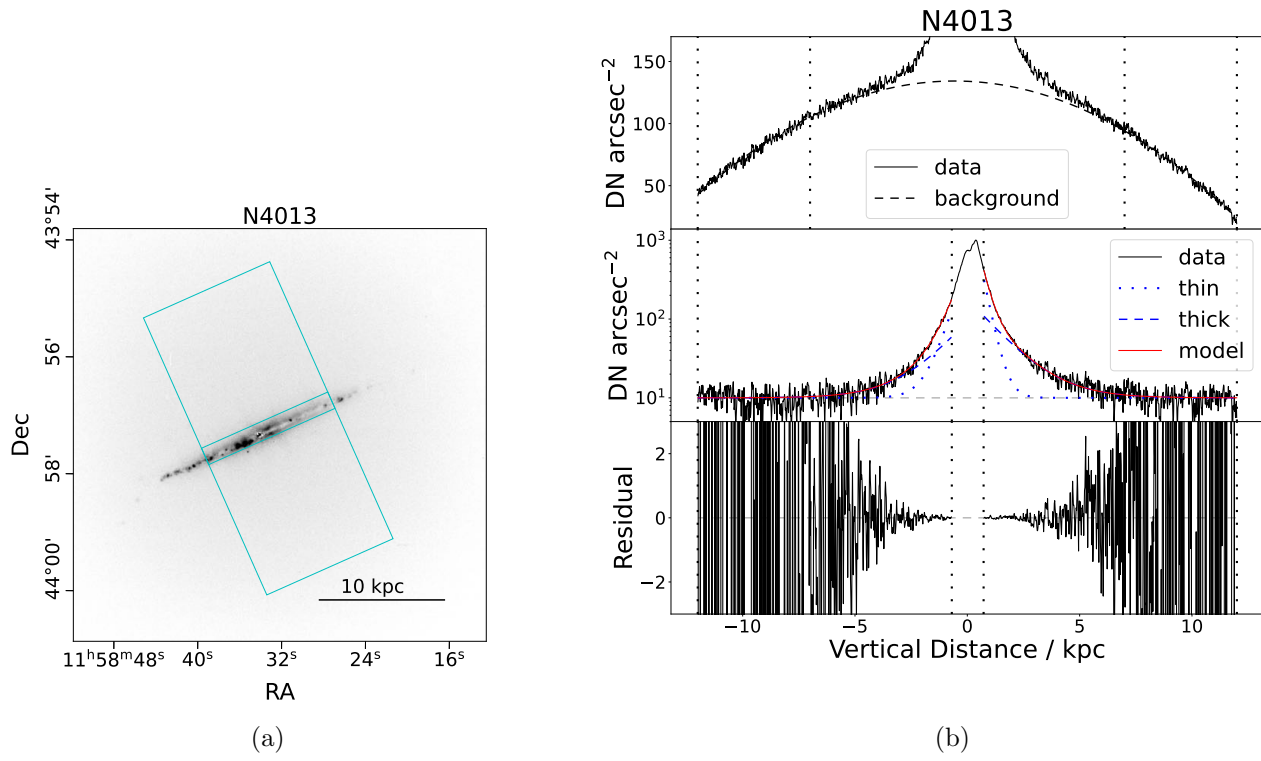 N4013
43°54'
56'
58'
44°00'
Dec
10 kpc
11ʰ58ᵐ48ˢ 40ˢ 32ˢ 24ˢ 16ˢ
RA
(a)
N4013
150
100
50
DN arcsec⁻²
data
background
10³
10²
10¹
DN arcsec⁻²
data
thin
thick
model
2
0
−2
Residual
−10 −5 0 5 10
Vertical Distance / kpc
(b)